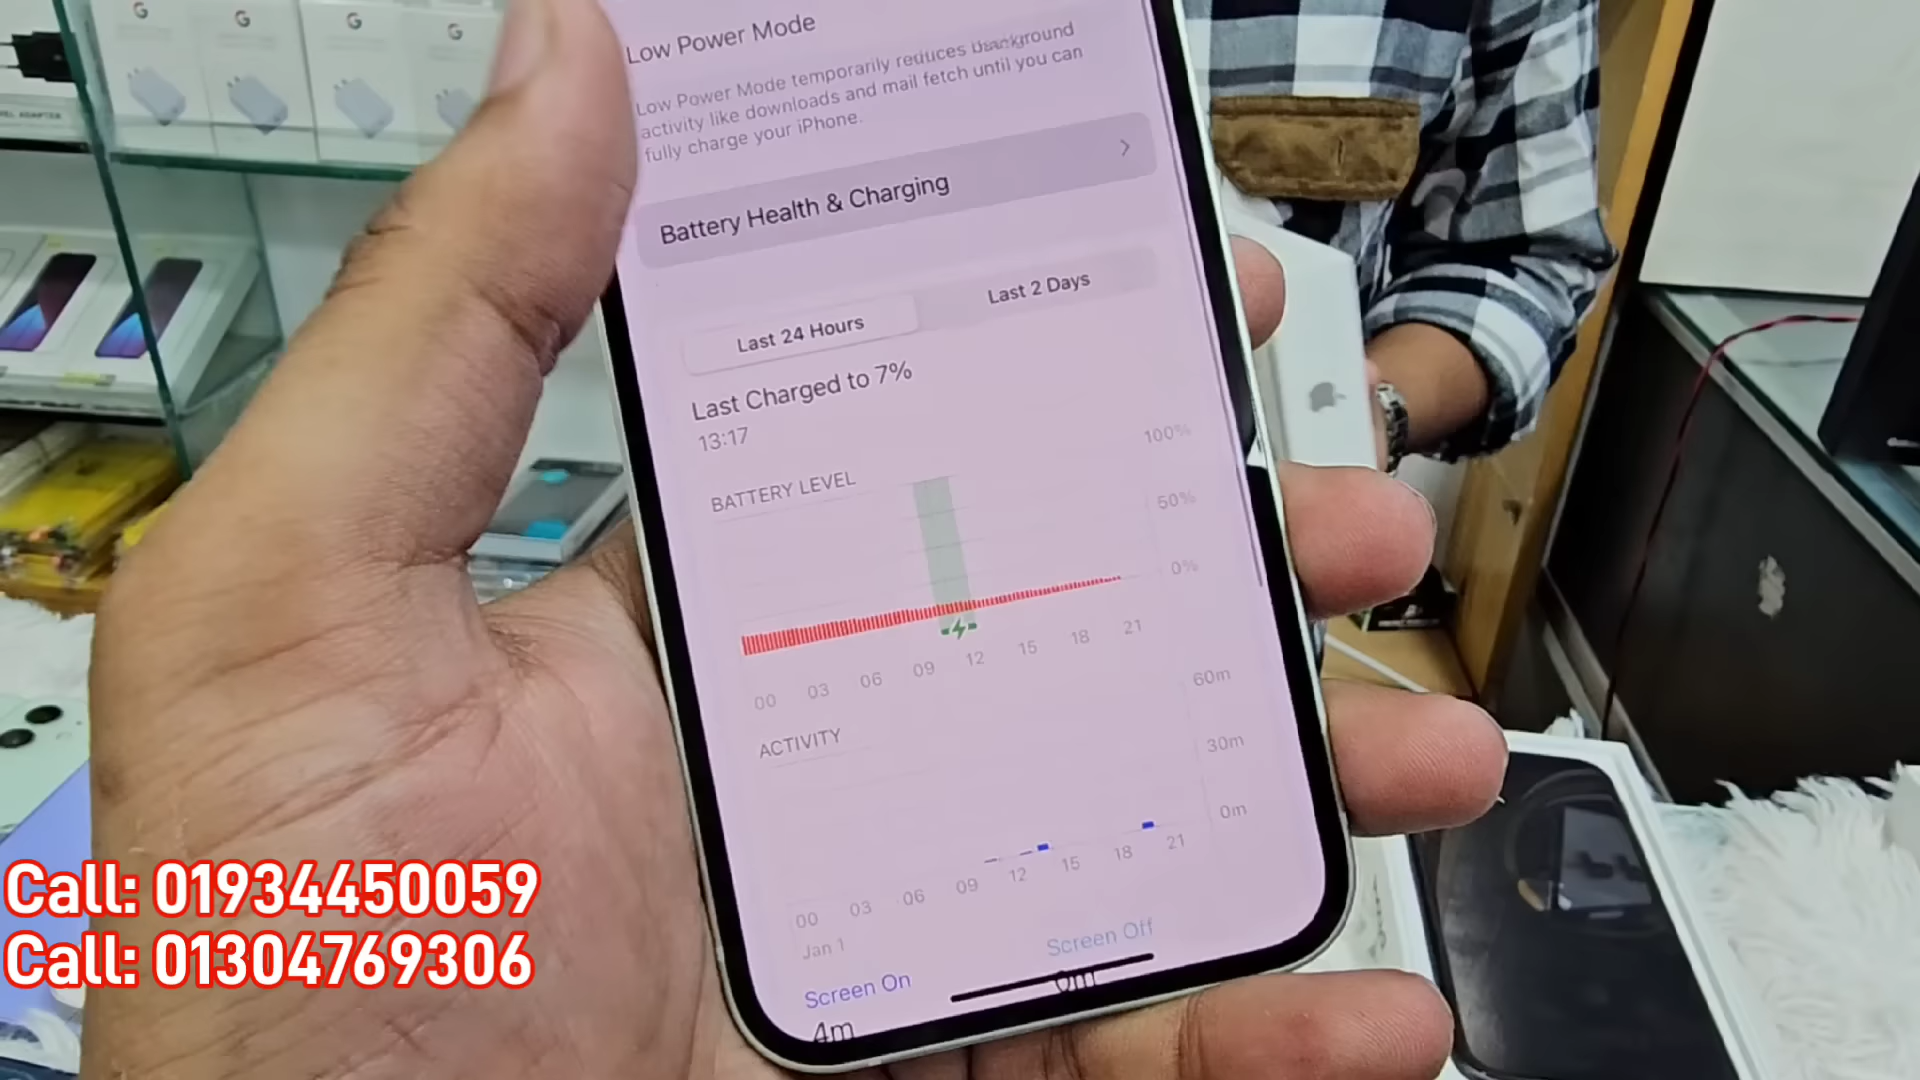 Low Power Mode
Low Power Mode temporarily reduces background
activity like downloads and mail fetch until you can
fully charge your iPhone.
Battery Health & Charging
Last 24 Hours
Last 2 Days
Last Charged to 7%
13:17
BATTERY LEVEL
100%
50%
0%
00 03 06 09 12 15 18 21
ACTIVITY
60m
30m
0m
00 03 06 09 12 15 18 21
Jan 1
Screen On
Screen Off
4m
0m
Call: 01934450059
Call: 01304769306
G
G
G
G
ADAPTER